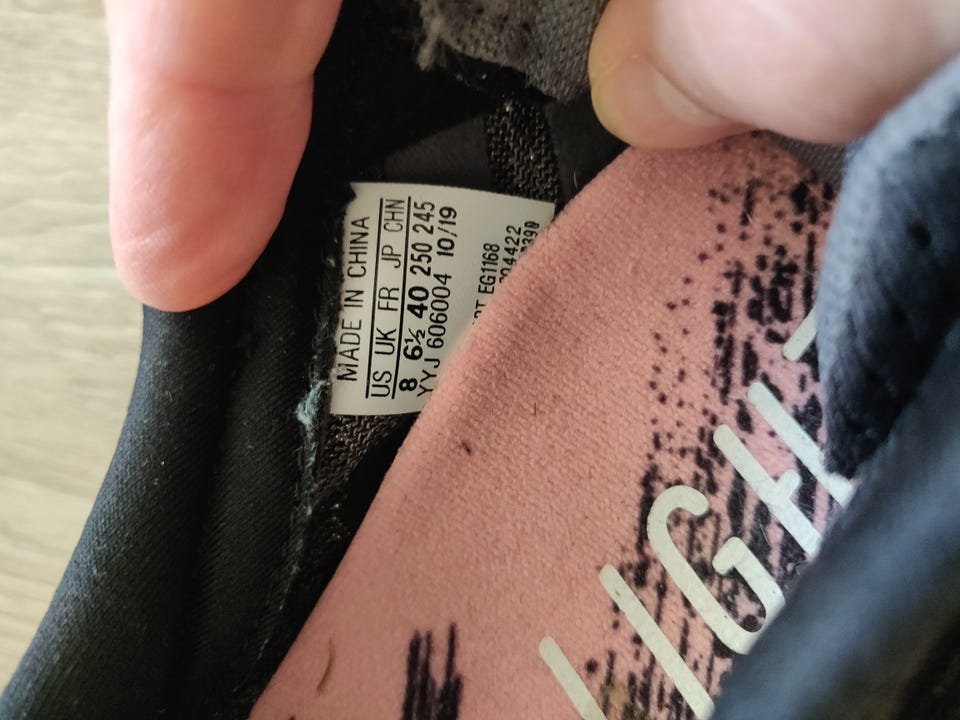 MADE IN CHINA
US UK FR JP CHN
8 6½ 40 250 245
YYJ 606004 10/19
EG1168
LIGHT